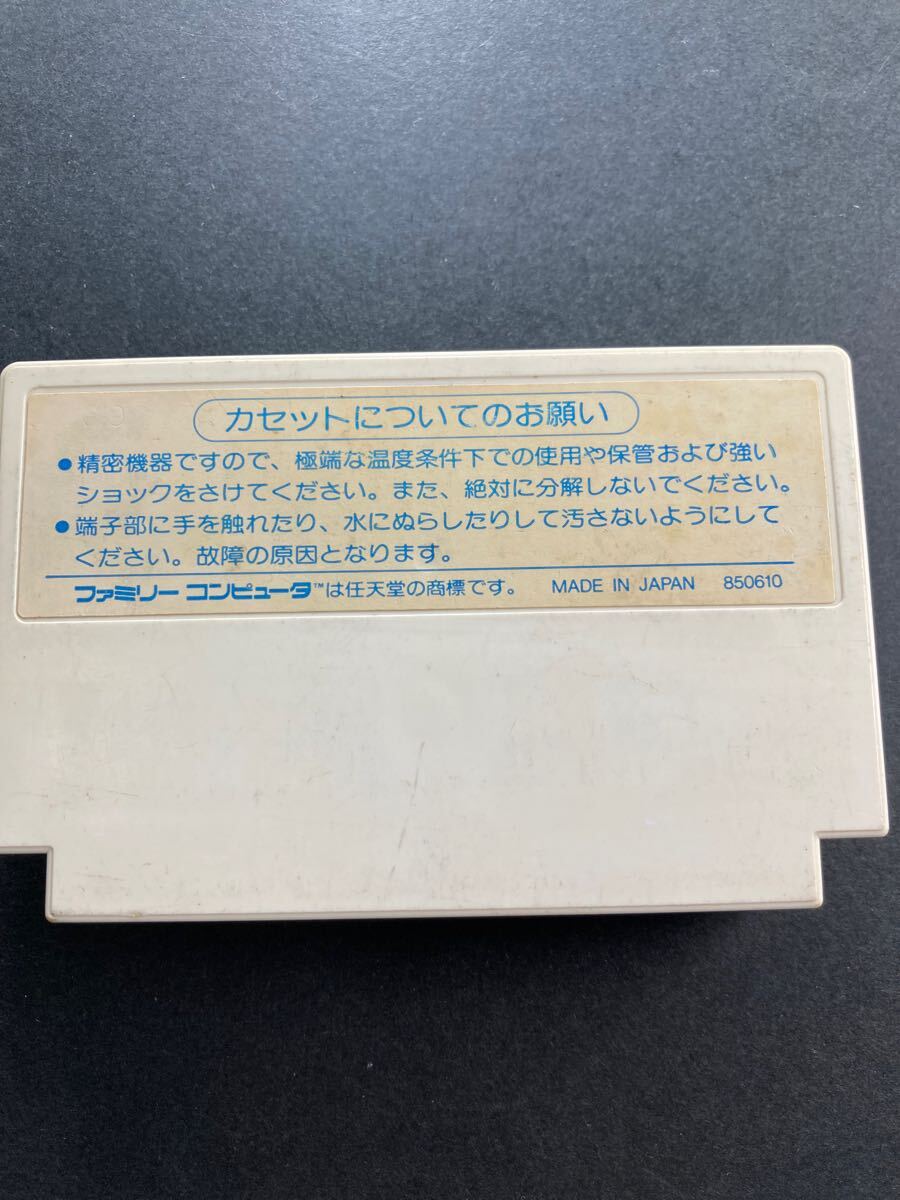 カセットについてのお願い
●精密機器ですので、極端な温度条件下での使用や保管および強い
ショックをさけてください。また、絶対に分解しないでください。
●端子部に手を触れたり、水にぬらしたりして汚さないようにして
ください。故障の原因となります。
ファミリー コンピュータ™は任天堂の商標です。 MADE IN JAPAN 850610